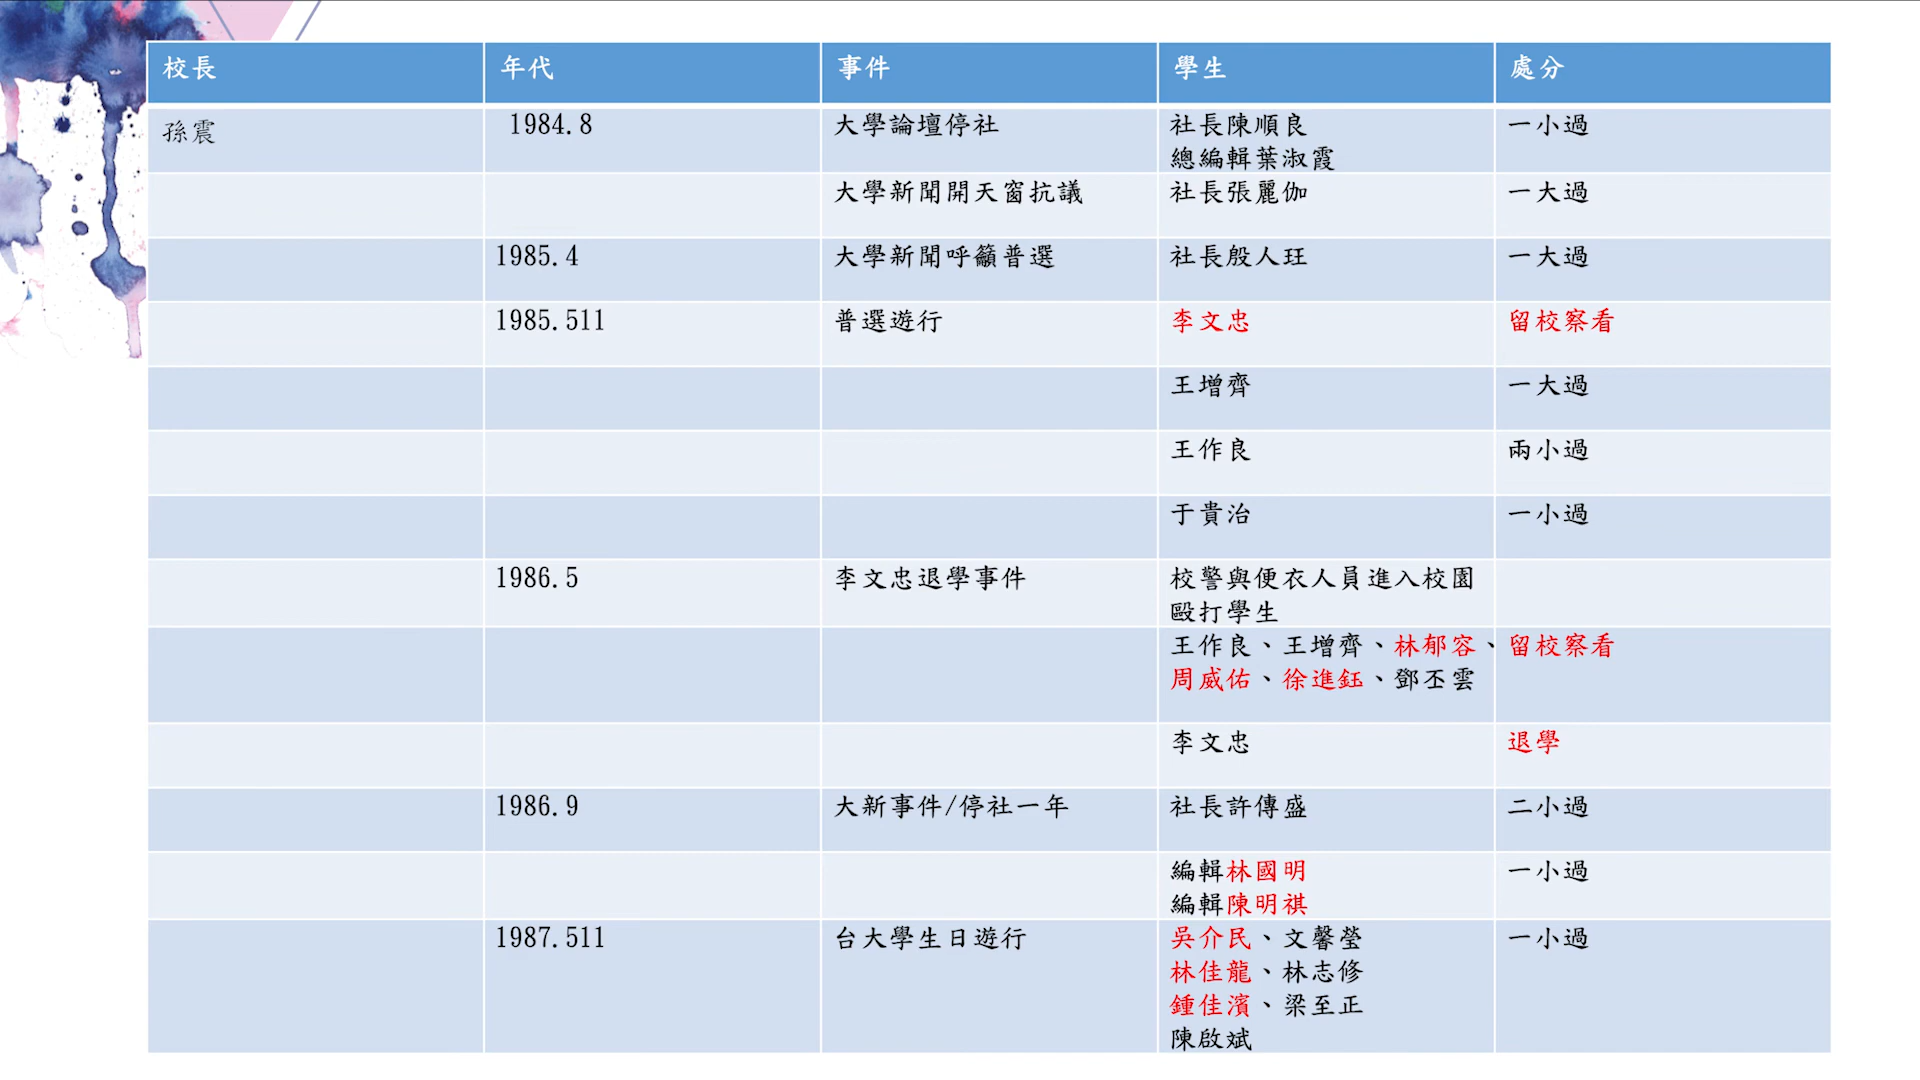 校長 年代 事件 學生 處分
孫震 1984.8 大學論壇停社 社長陳順良 一小過
總編輯葉淑霞
大學新聞開天窗抗議 社長張麗伽 一大過
1985.4 大學新聞呼籲普選 社長殷人玨 一大過
1985.511 普選遊行 李文忠 留校察看
王增齊 一大過
王作良 兩小過
于貴治 一小過
1986.5 李文忠退學事件 校警與便衣人員進入校園
毆打學生
王作良、王增齊、林郁容、 留校察看
周威佑、徐進鈺、鄧丕雲
李文忠 退學
1986.9 大新事件/停社一年 社長許傳盛 二小過
編輯林國明 一小過
編輯陳明祺
1987.511 台大學生日遊行 吳介民、文馨瑩 一小過
林佳龍、林志修
鍾佳濱、梁至正
陳啟斌